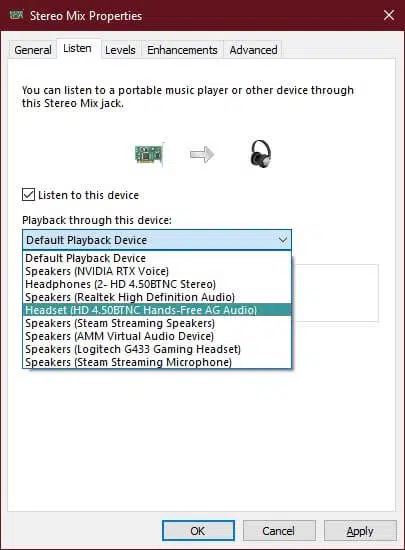 Stereo Mix Properties
General
Listen
Levels
Enhancements
Advanced
You can listen to a portable music player or other device through
this Stereo Mix jack.
Listen to this device
Playback through this device:
Default Playback Device
Default Playback Device
Speakers (NVIDIA RTX Voice)
Headphones (2- HD 4.50BTNC Stereo)
Speakers (Realtek High Definition Audio)
Headset (HD 4.50BTNC Hands-Free AG Audio)
Speakers (Steam Streaming Speakers)
Speakers (AMM Virtual Audio Device)
Speakers (Logitech G433 Gaming Headset)
Speakers (Steam Streaming Microphone)
OK
Cancel
Apply